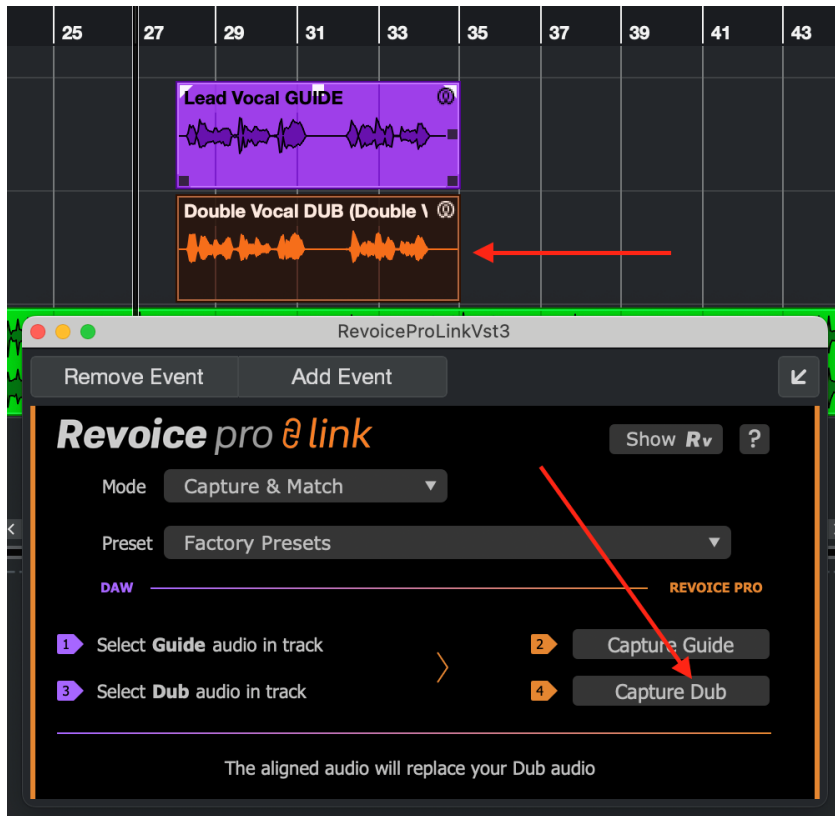 25 27 29 31 33 35 37 39 41 43
Lead Vocal GUIDE
Double Vocal DUB (Double \
RevoiceProLinkVst3
Remove Event Add Event
Revoice pro link
Show Rv ?
Mode Capture & Match
Preset Factory Presets
DAW REVOICE PRO
1 Select Guide audio in track 2 Capture Guide
3 Select Dub audio in track 4 Capture Dub
The aligned audio will replace your Dub audio